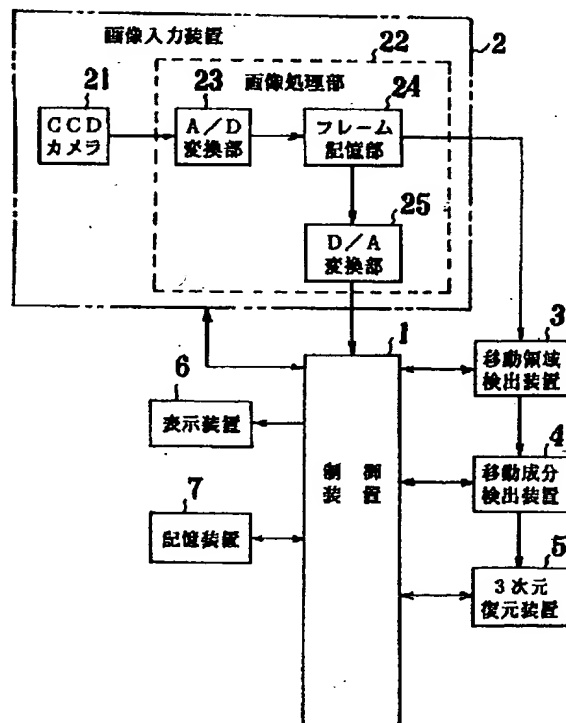 画像入力装置
2
22
画像処理部
21
CCD
カメラ
23
A/D
変換部
24
フレーム
記憶部
25
D/A
変換部
1
制御
装置
3
移動領域
検出装置
6
表示装置
4
移動成分
検出装置
7
記憶装置
5
3次元
復元装置